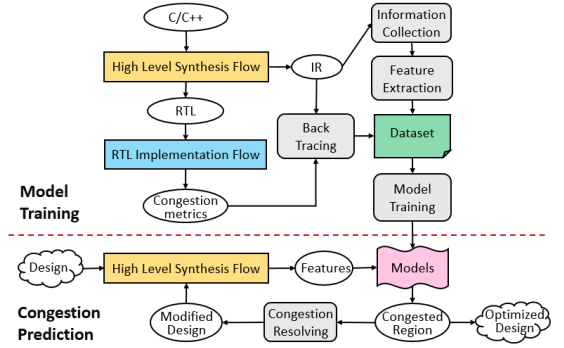 C/C++
Information
Collection
High Level Synthesis Flow
IR
Feature
Extraction
RTL
Back
Tracing
Dataset
RTL Implementation Flow
Model
Training
Congestion
metrics
Model
Training
Design
High Level Synthesis Flow
Features
Models
Congestion
Prediction
Modified
Design
Congestion
Resolving
Congested
Region
Optimized
Design